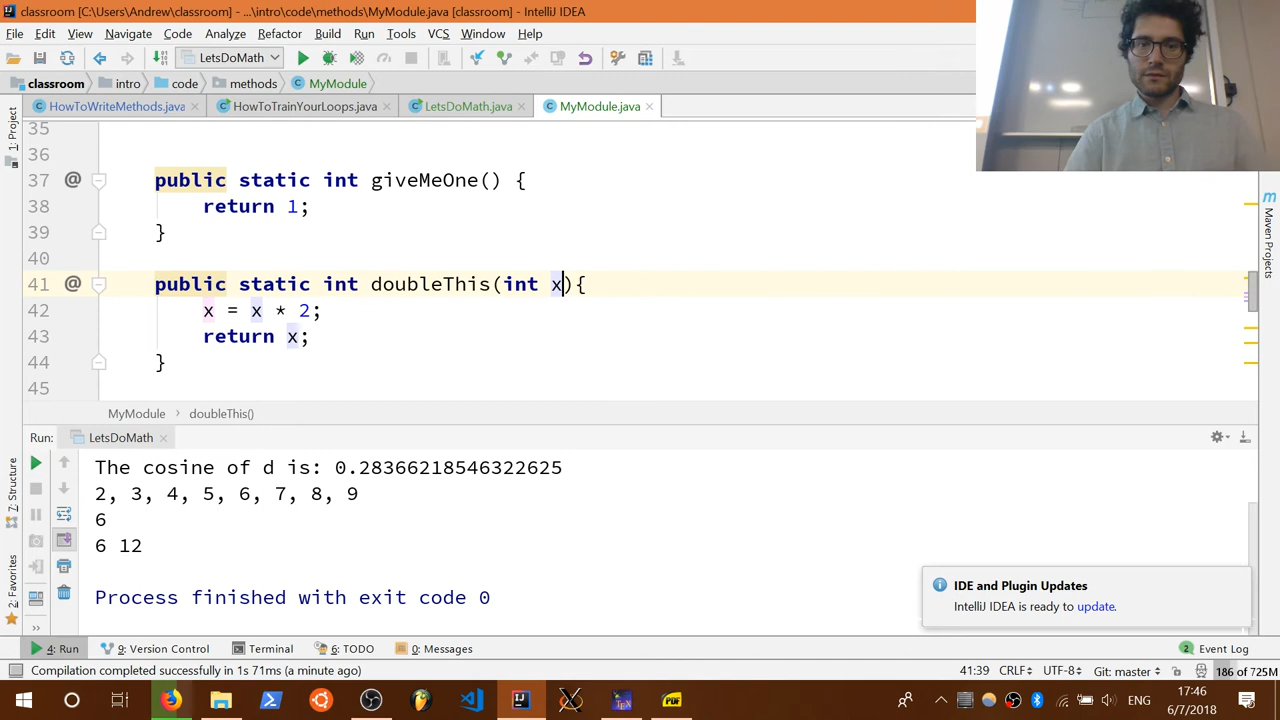 classroom [C:\Users\Andrew\classroom] - ...\intro\code\methods\MyModule.java [classroom] - IntelliJ IDEA
File Edit View Navigate Code Analyze Refactor Build Run Tools VCS Window Help
LetsDoMath
classroom intro code methods MyModule.java
HowToWriteMethods.java HowToTrainYourLoops.java LetsDoMath.java MyModule.java
1: Project
Maven Projects
35
36
37 @ public static int giveMeOne() {
38 return 1;
39 }
40
41 @ public static int doubleThis(int x){
42 x = x * 2;
43 return x;
44 }
45
MyModule doubleThis()
Run: LetsDoMath
The cosine of d is: 0.28366218546322625
2, 3, 4, 5, 6, 7, 8, 9
6
6 12
Process finished with exit code 0
7: Structure
2: Favorites
IDE and Plugin Updates
IntelliJ IDEA is ready to update.
4: Run 9: Version Control Terminal 6: TODO 0: Messages 2 Event Log
Compilation completed successfully in 1s 71ms (a minute ago) 41:39 CRLF UTF-8 Git: master 186 of 725M
ENG
17:46
6/7/2018